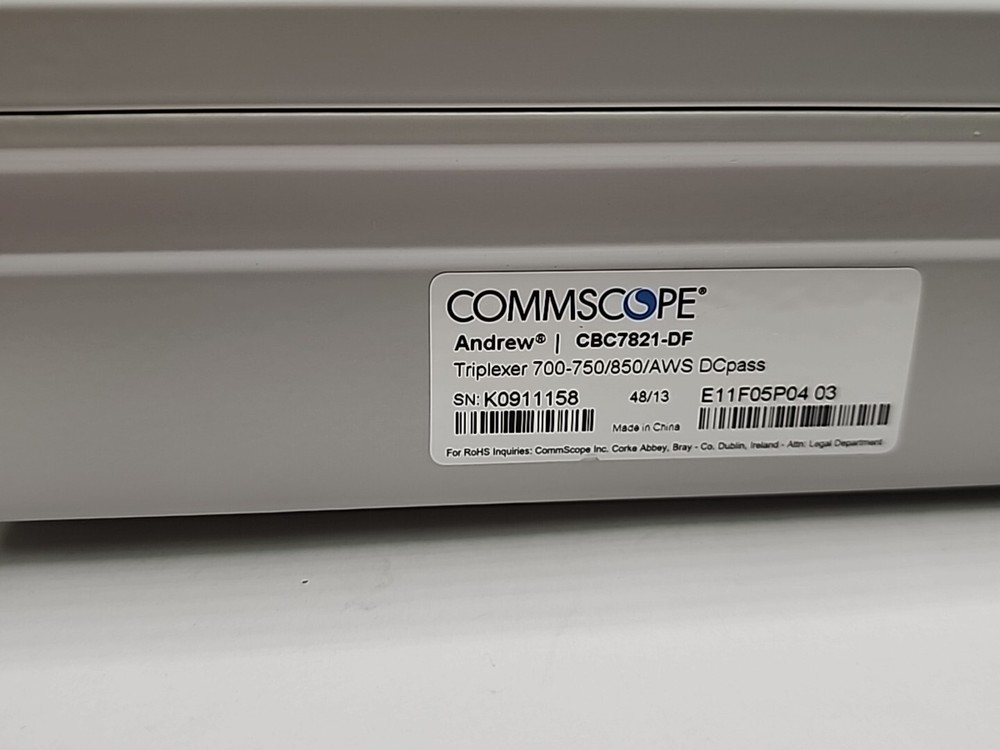 COMMSCOPE®
Andrew® | CBC7821-DF
Triplexer 700-750/850/AWS DCpass
SN: K0911158 48/13 E11F05P04 03
Made in China
For RoHS Inquiries: CommScope Inc. Corke Abbey, Bray - Co. Dublin, Ireland - Attn: Legal Department